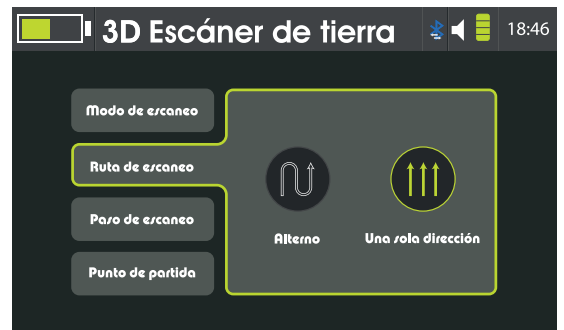 3D Escáner de tierra
18:46
Modo de escaneo
Ruta de escaneo
Paso de escaneo
Punto de partida
Alterno
Una sola dirección